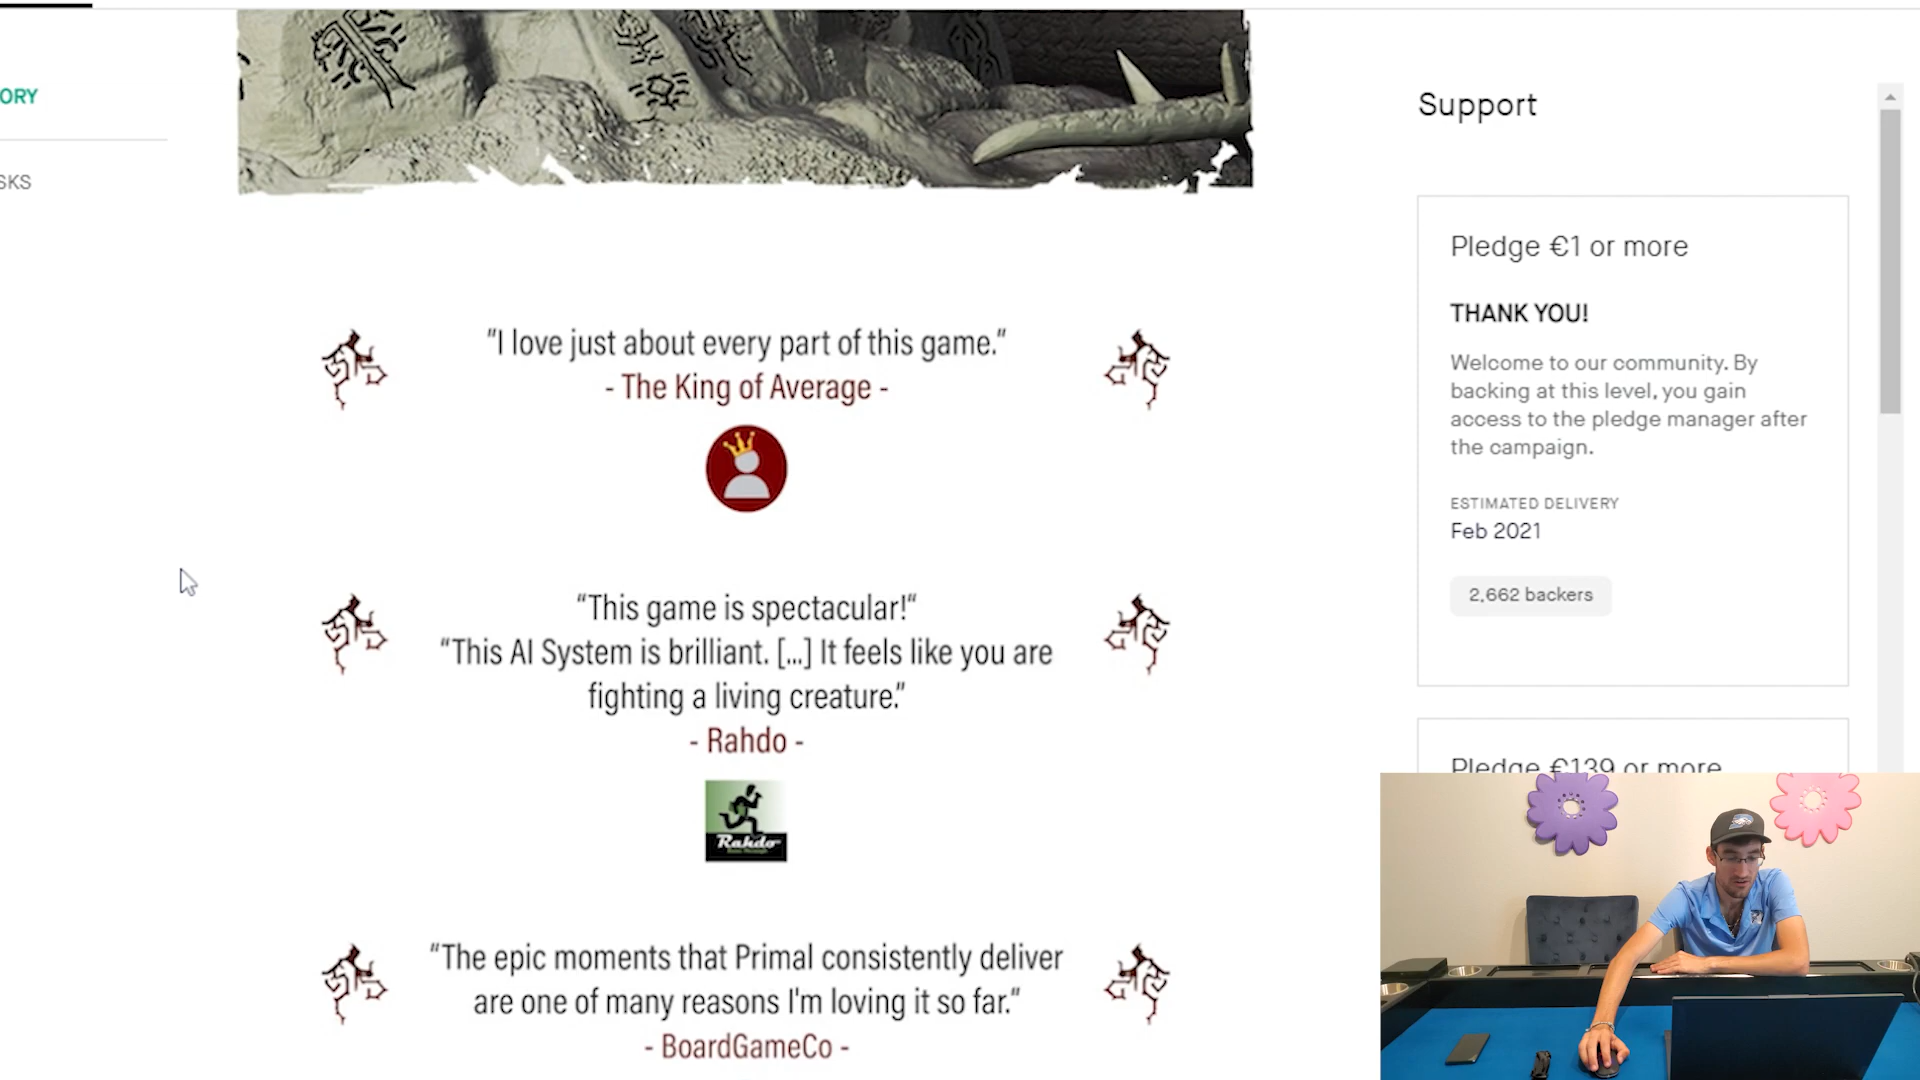 ORY
SKS
"I love just about every part of this game."
- The King of Average -
"This game is spectacular!"
"This AI System is brilliant. [...] It feels like you are
fighting a living creature."
- Rahdo -
Rahdo
"The epic moments that Primal consistently deliver
are one of many reasons I'm loving it so far."
- BoardGameCo -
Support
Pledge €1 or more
THANK YOU!
Welcome to our community. By
backing at this level, you gain
access to the pledge manager after
the campaign.
ESTIMATED DELIVERY
Feb 2021
2,662 backers
Pledge €139 or more